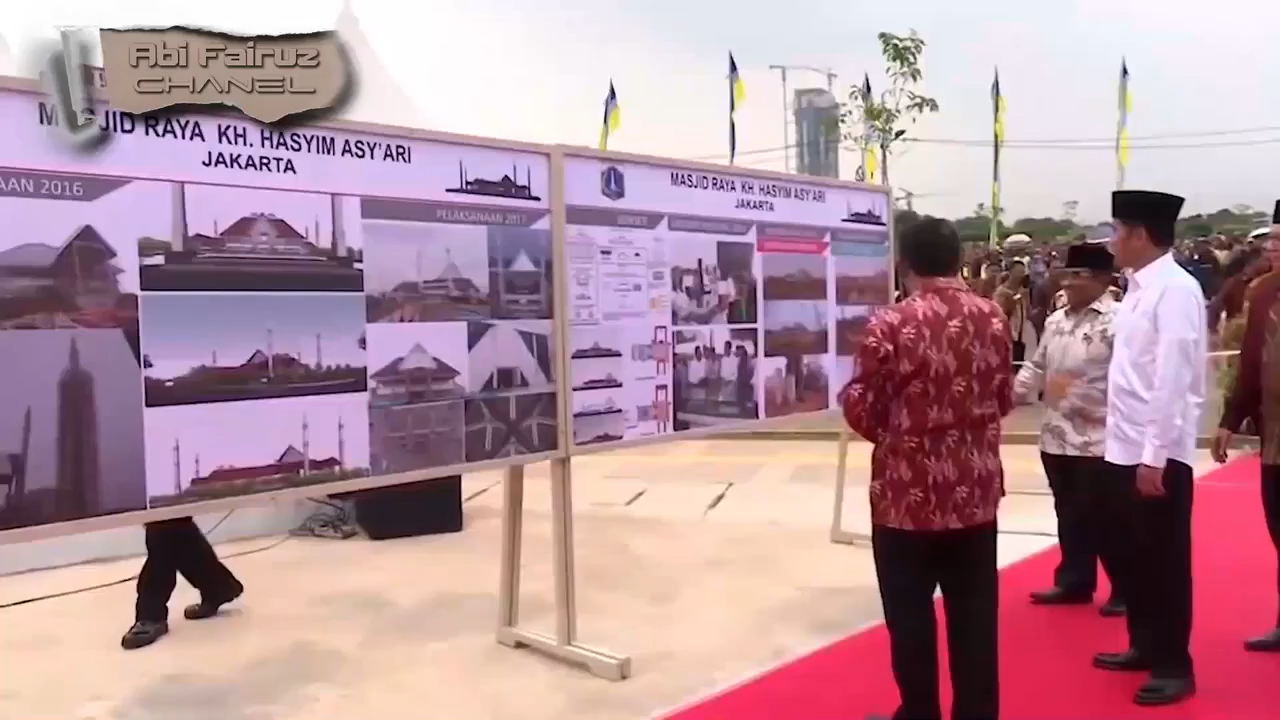 Abi Fairuz
CHANEL
MASJID RAYA KH. HASYIM ASY'ARI
JAKARTA
2016
PELAKSANAAN 2017
MASJID RAYA KH. HASYIM ASY'ARI
JAKARTA